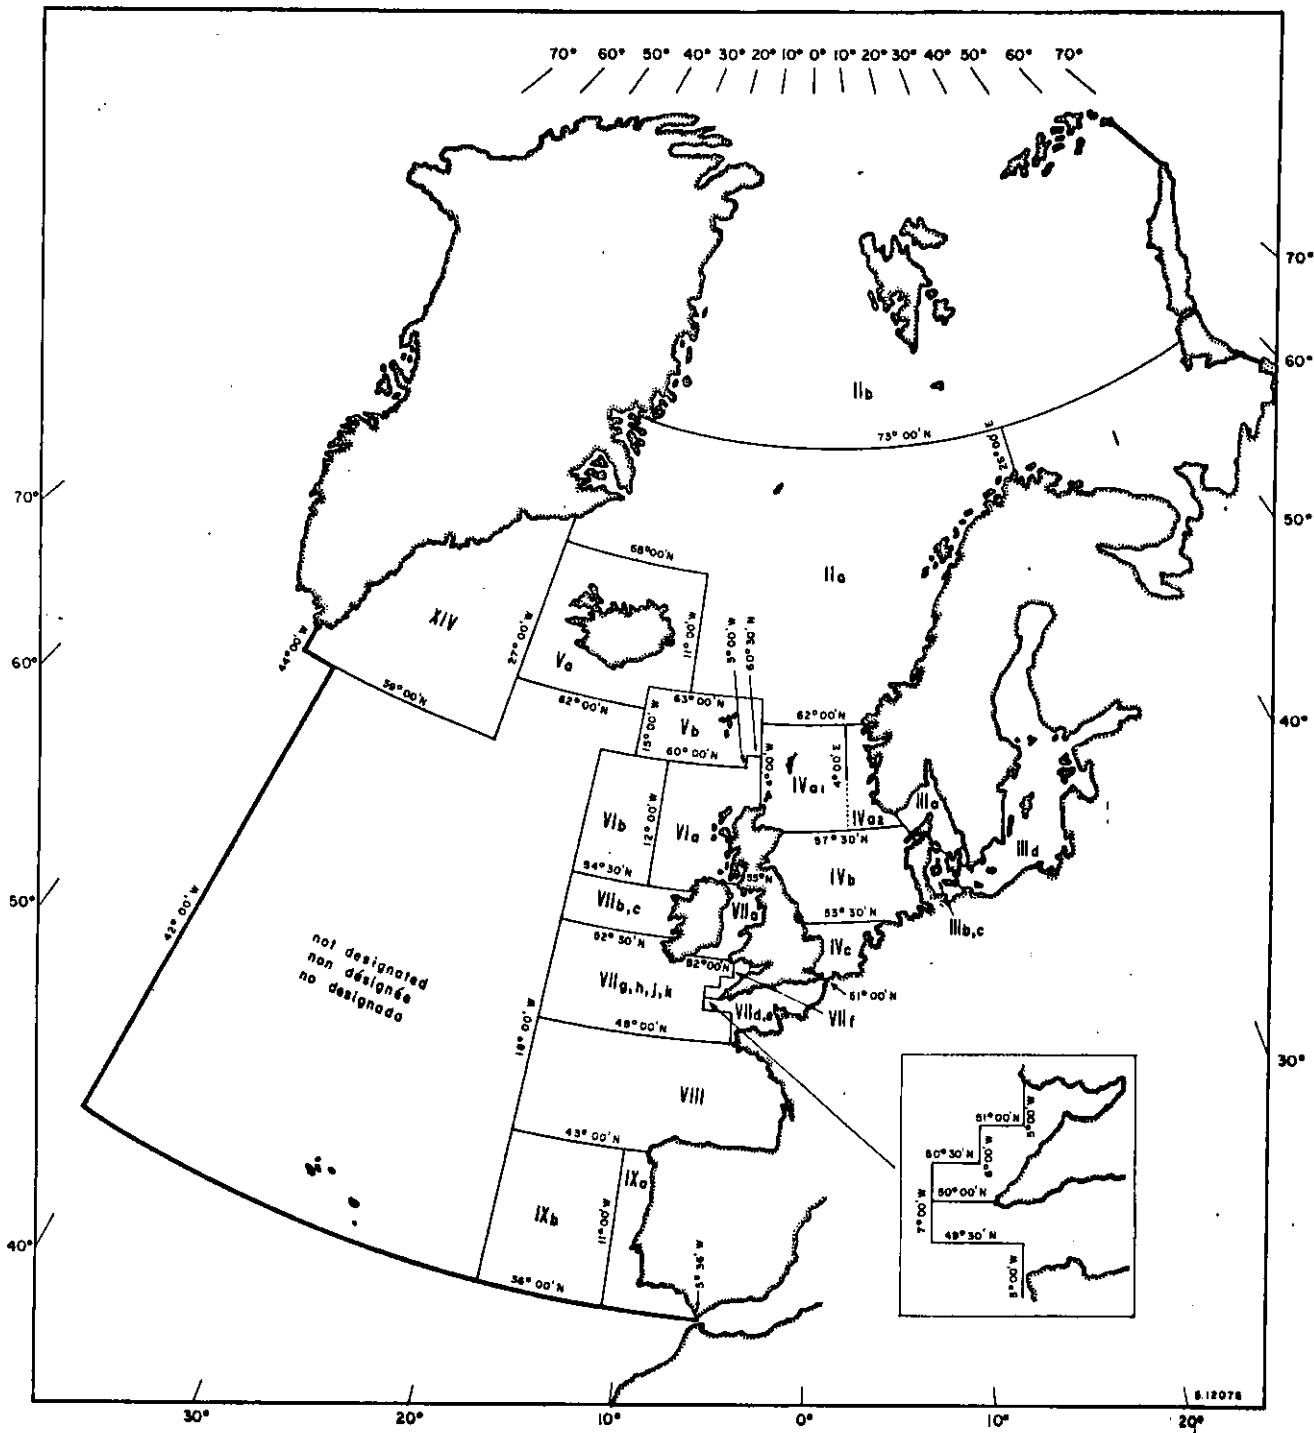 70° 60° 50° 40° 30° 20° 10° 0° 10° 20° 30° 40° 50° 60° 70°
70°
60°
IIb
73° 00' N
25° 00' E
70°
50°
68° 00' N
IIa
XIV
27° 00' W
Va
11° 00' W
5° 00' W
60° 30' N
44° 00' W
60°
59° 00' N
62° 00' N
63° 00' N
Vb
15° 00' W
60° 00' N
62° 00' N
40°
4° 00' W
IVa1
4° 00' E
IVa2
IIIa
VIb
12° 00' W
VIa
57° 30' N
IIId
54° 30' N
55° N
IVb
50°
VIIb,c
VIIa
53° 30' N
IIIb,c
42° 00' W
52° 30' N
52° 00' N
IVc
not designated
non désignée
no designado
VIIg,h,j,k
51° 00' N
VIId,e
VIIf
18° 00' W
48° 00' N
30°
VIII
43° 00' N
IXa
IXb
11° 00' W
36° 00' N
5° 36' W
40°
51° 00' N
5° 00' W
50° 30' N
6° 00' W
50° 00' N
7° 00' W
49° 30' N
5° 00' W
30° 20° 10° 0° 10° 20°